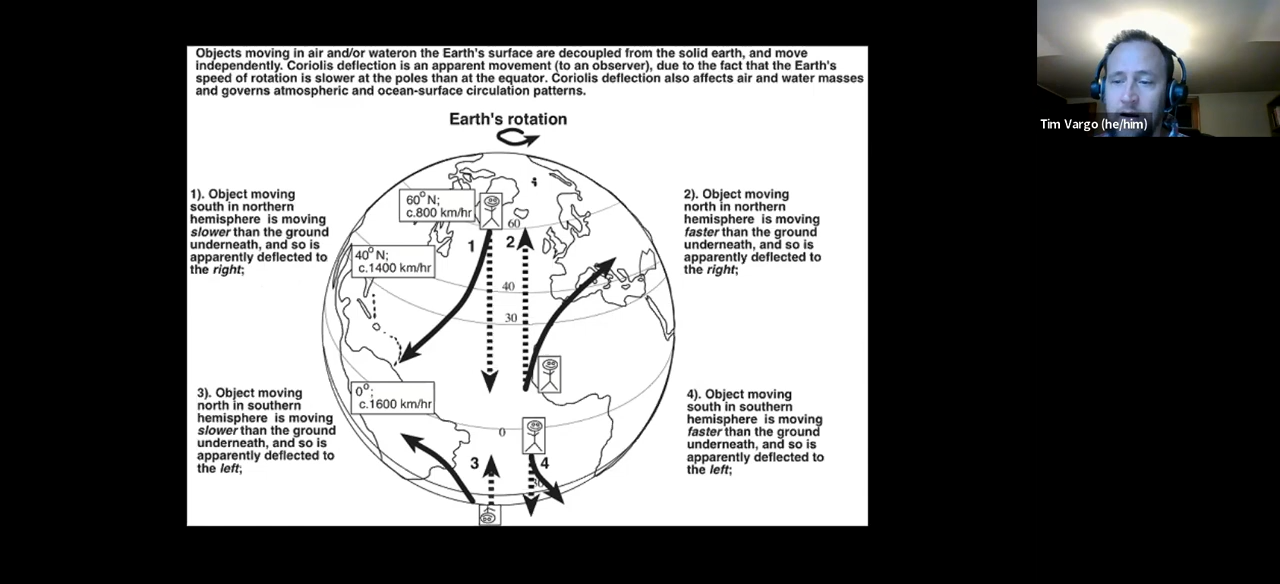 Objects moving in air and/or wateron the Earth's surface are decoupled from the solid earth, and move
independently. Coriolis deflection is an apparent movement (to an observer), due to the fact that the Earth's
speed of rotation is slower at the poles than at the equator. Coriolis deflection also affects air and water masses
and governs atmospheric and ocean-surface circulation patterns.
Tim Vargo (he/him)
Earth's rotation
1). Object moving
south in northern
hemisphere is moving
slower than the ground
underneath, and so is
apparently deflected to
the right;
60° N;
c.800 km/hr
40° N;
c.1400 km/hr
0°;
c.1600 km/hr
1
2
60
40
30
0
3
4
30
2). Object moving
north in northern
hemisphere is moving
faster than the ground
underneath, and so is
apparently deflected to
the right;
3). Object moving
north in southern
hemisphere is moving
slower than the ground
underneath, and so is
apparently deflected to
the left;
4). Object moving
south in southern
hemisphere is moving
faster than the ground
underneath, and so is
apparently deflected to
the left;